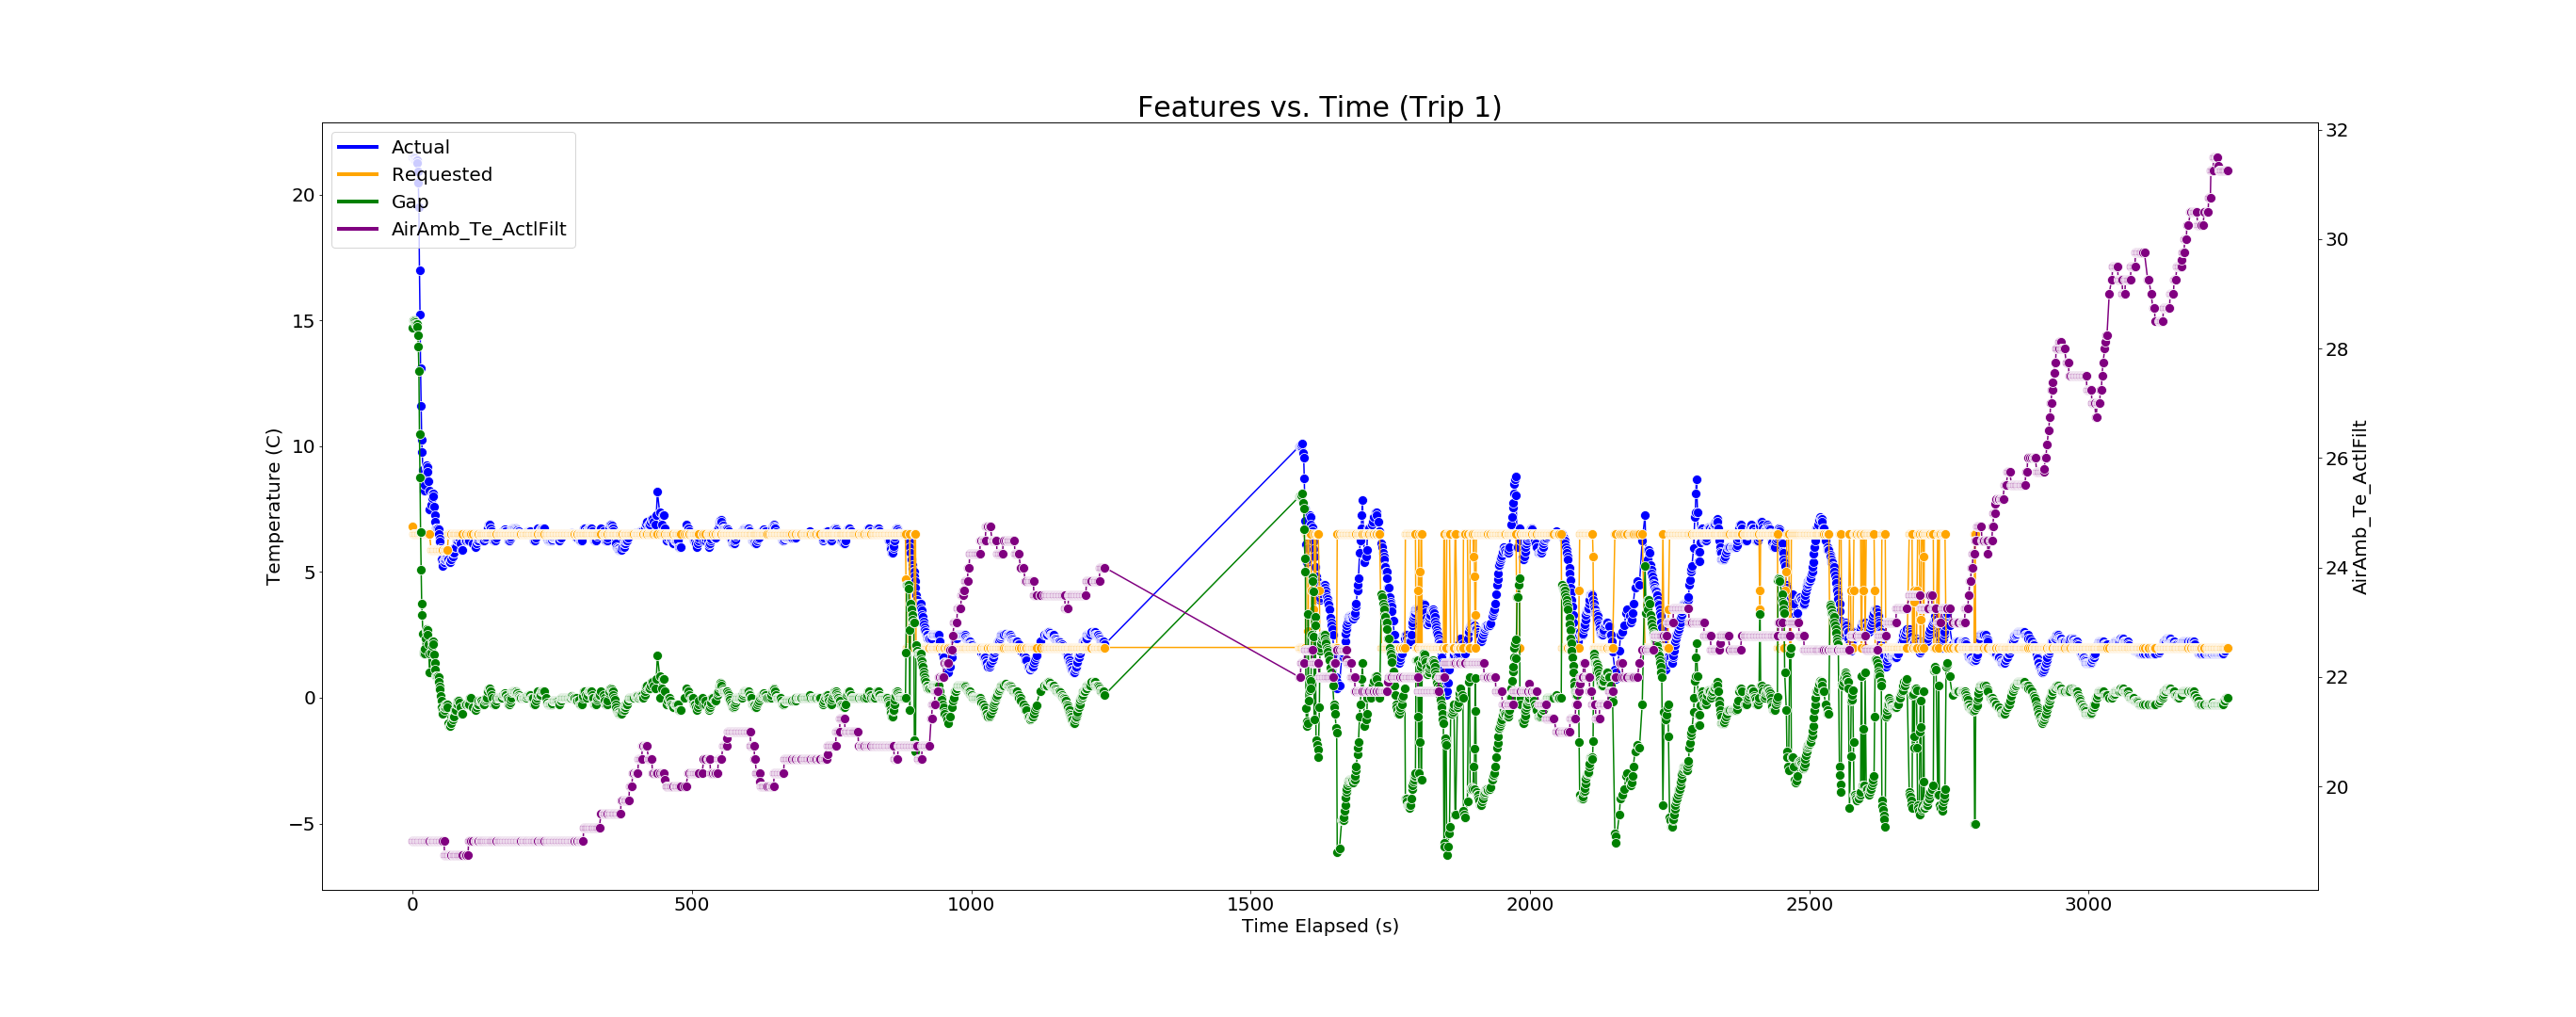 Features vs. Time (Trip 1)
Actual
Requested
Gap
AirAmb_Te_ActlFilt
Temperature (C)
20
15
10
5
0
−5
32
30
28
26
24
22
20
AirAmb_Te_ActlFilt
0 500 1000 1500 2000 2500 3000
Time Elapsed (s)